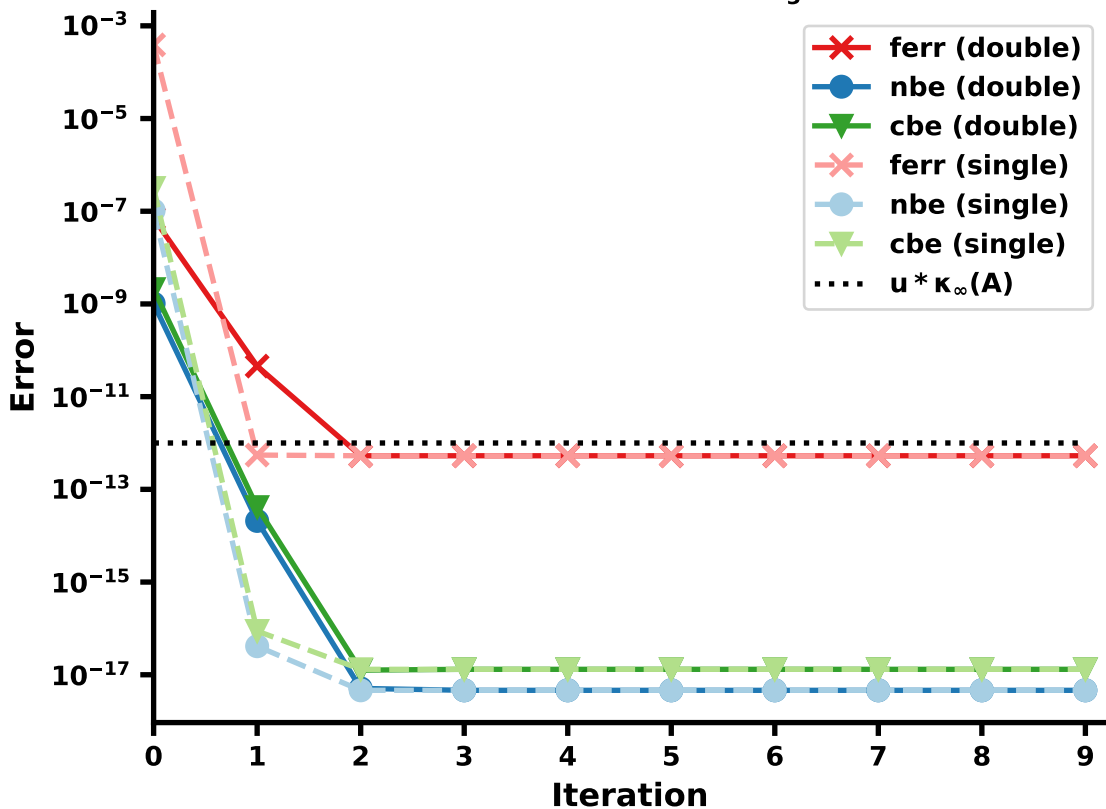 g
10⁻³
10⁻⁵
10⁻⁷
10⁻⁹
10⁻¹¹
10⁻¹³
10⁻¹⁵
10⁻¹⁷
Error
ferr (double)
nbe (double)
cbe (double)
ferr (single)
nbe (single)
cbe (single)
u * κ∞(A)
0 1 2 3 4 5 6 7 8 9
Iteration